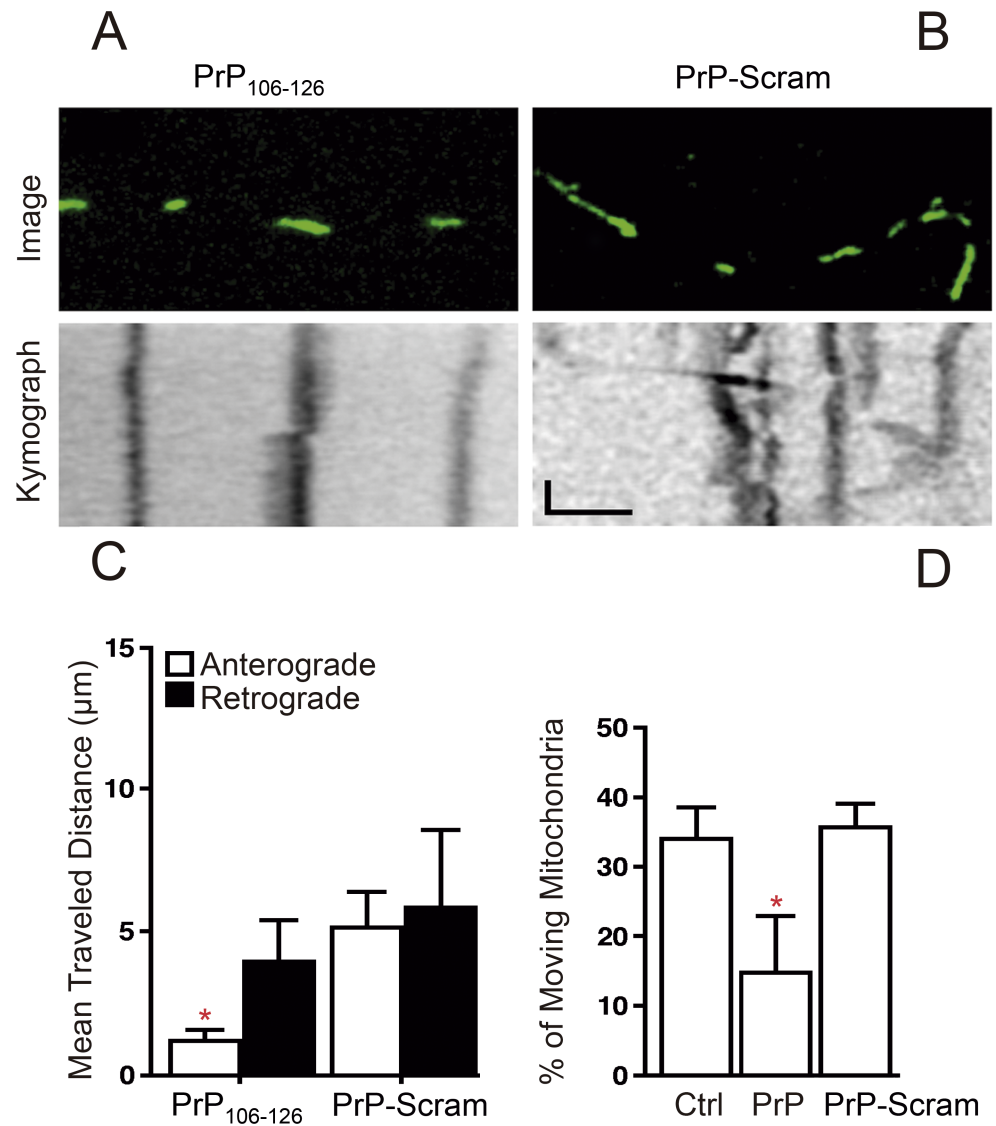 A
B
PrP106-126
PrP-Scram
Image
Kymograph
C
D
Mean Traveled Distance (µm)
15
10
5
0
Anterograde
Retrograde
*
PrP106-126
PrP-Scram
% of Moving Mitochondria
50
40
30
20
10
0
*
Ctrl
PrP
PrP-Scram